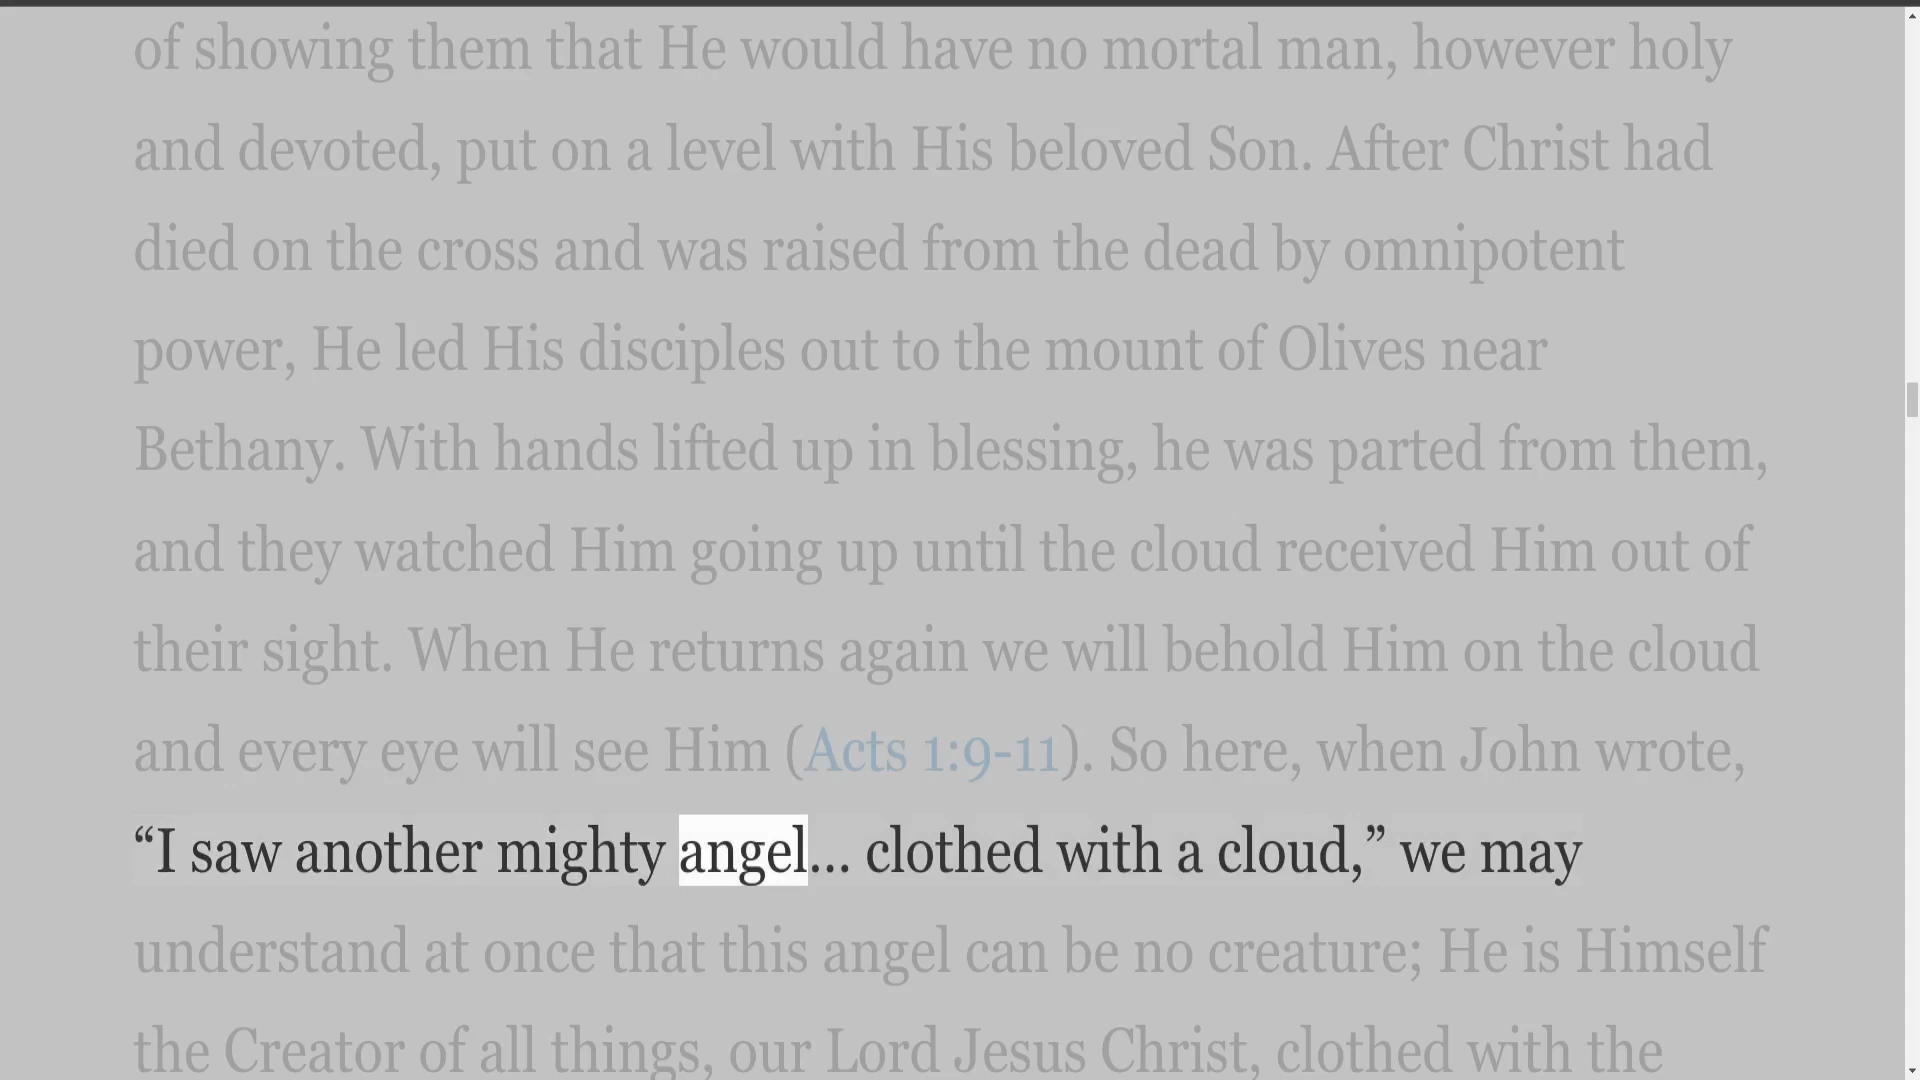 of showing them that He would have no mortal man, however holy
and devoted, put on a level with His beloved Son. After Christ had
died on the cross and was raised from the dead by omnipotent
power, He led His disciples out to the mount of Olives near
Bethany. With hands lifted up in blessing, he was parted from them,
and they watched Him going up until the cloud received Him out of
their sight. When He returns again we will behold Him on the cloud
and every eye will see Him (Acts 1:9-11). So here, when John wrote,
“I saw another mighty angel... clothed with a cloud,” we may
understand at once that this angel can be no creature; He is Himself
the Creator of all things, our Lord Jesus Christ, clothed with the